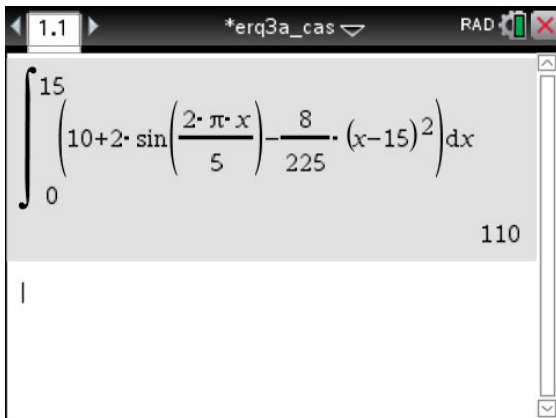 1.1 *erq3a_cas RAD
∫₀¹⁵ (10+2·sin(2·π·x/5)−8/225·(x−15)²)dx
110